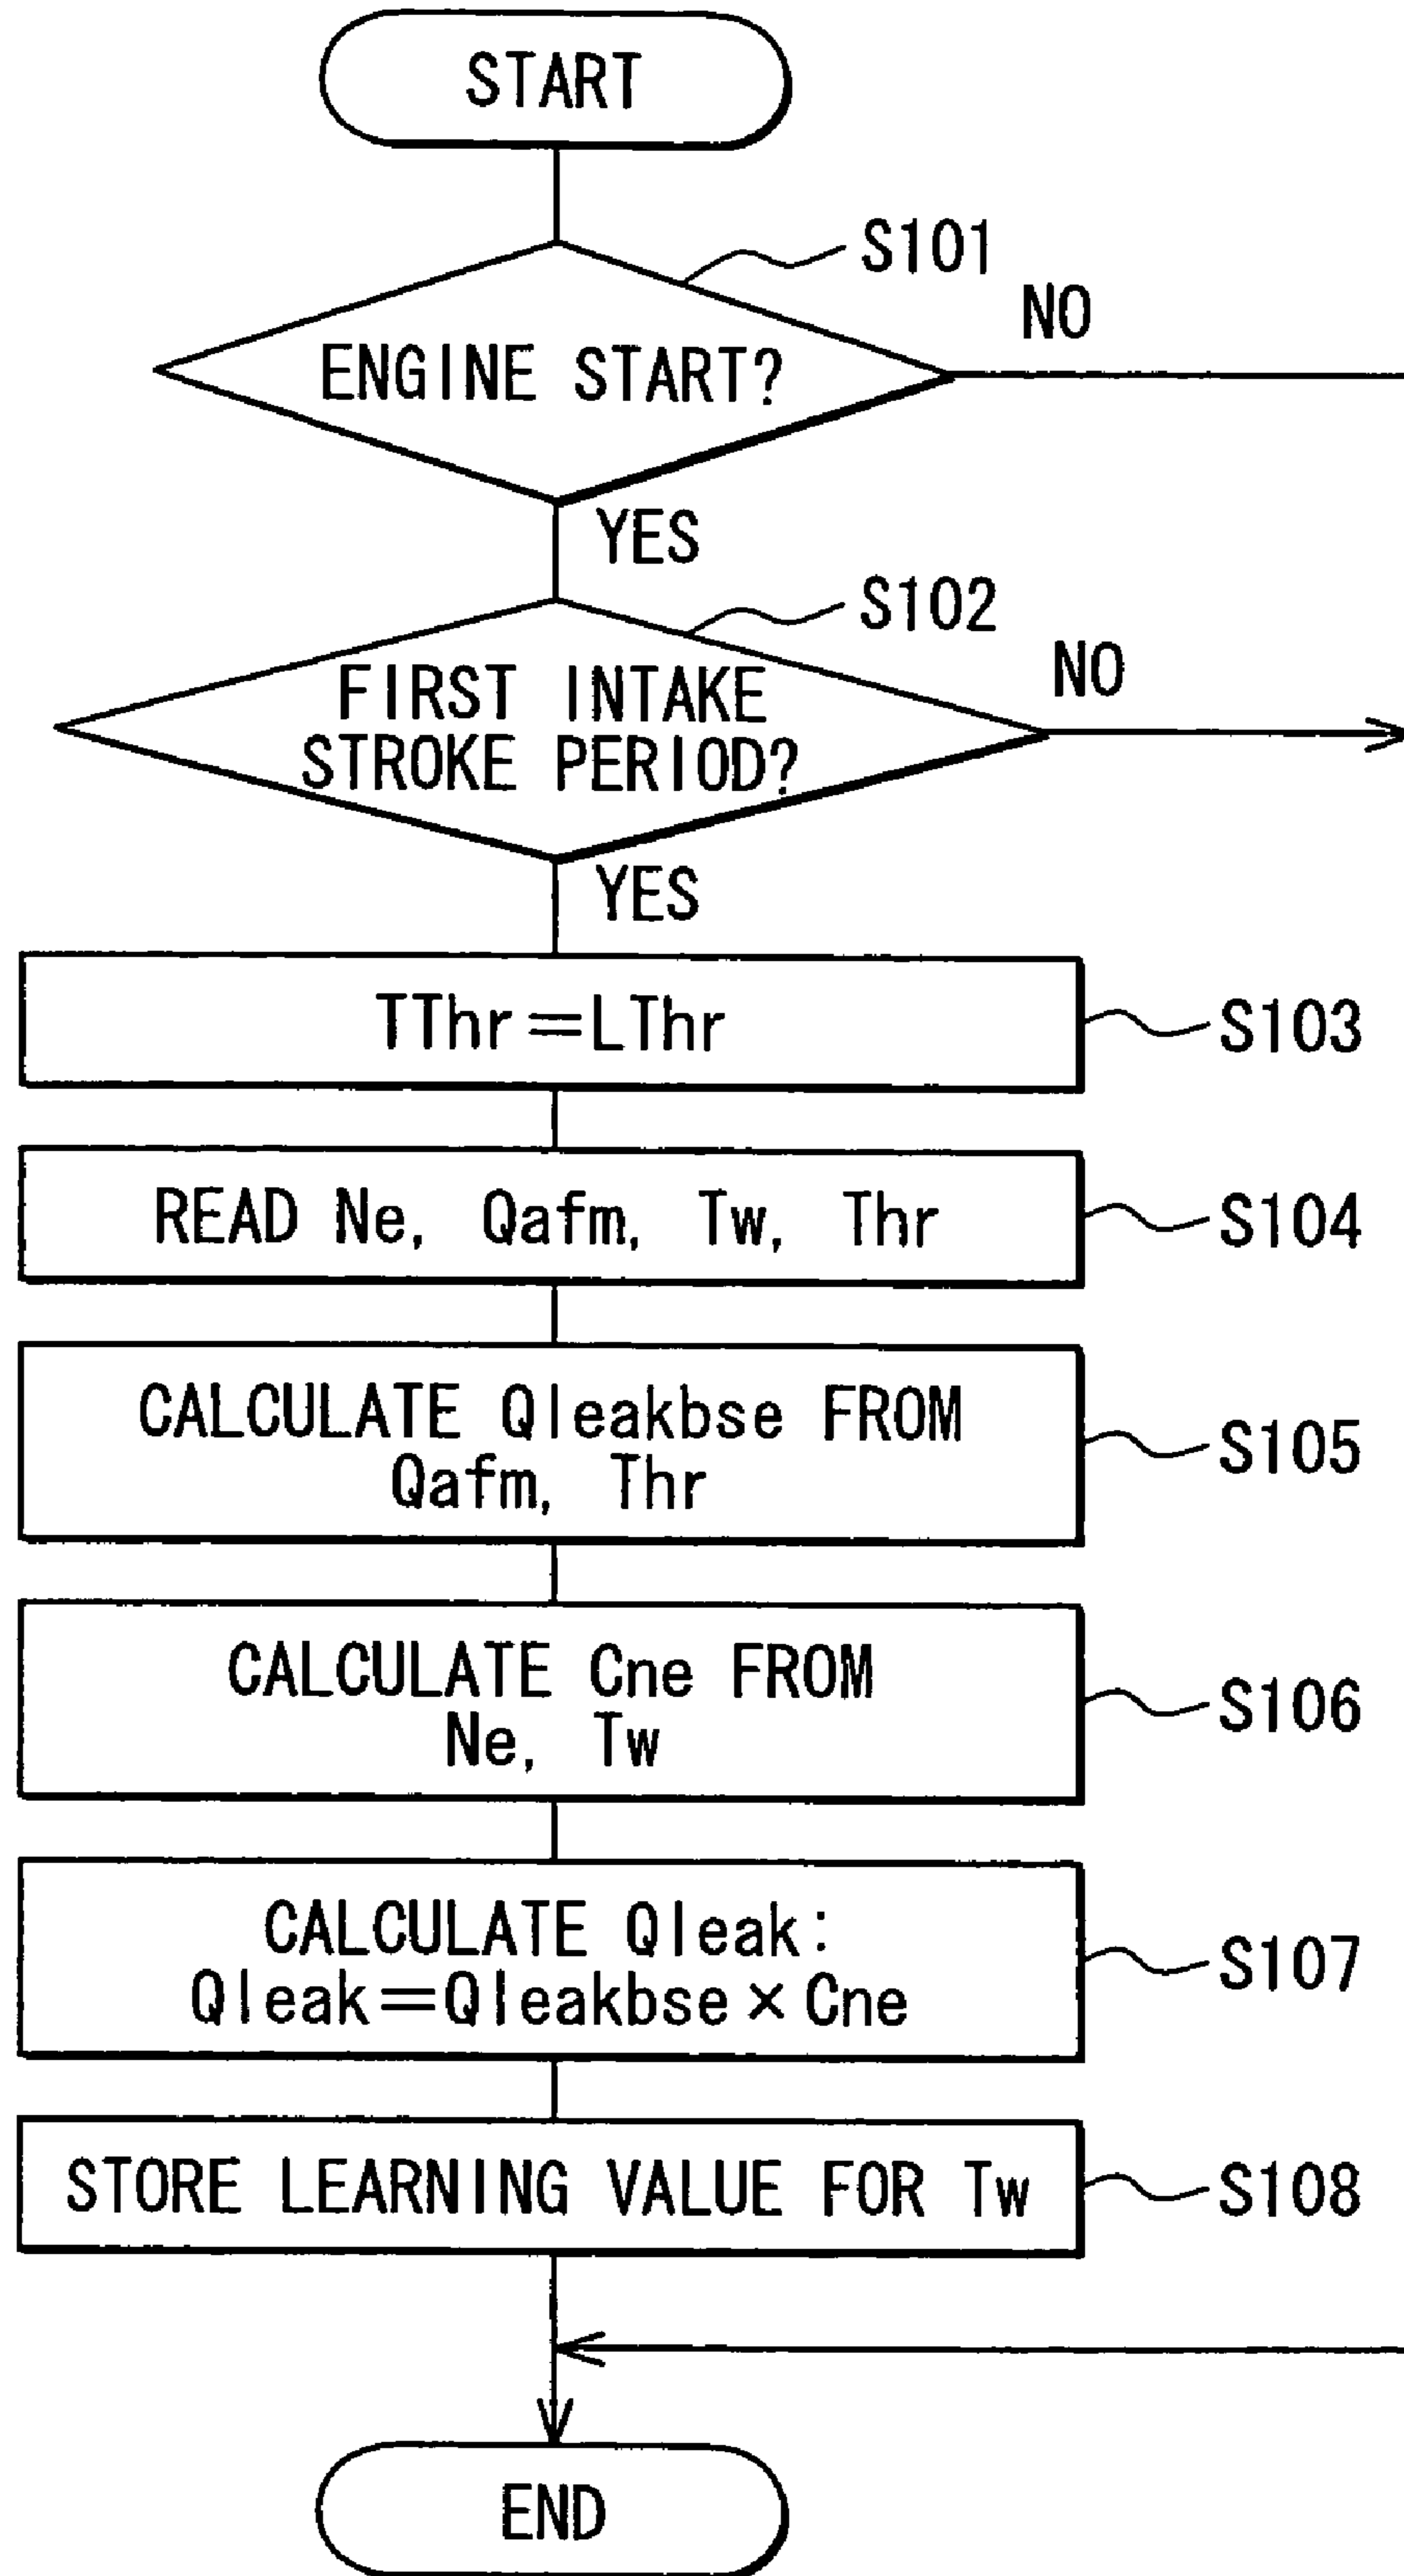 START
S101
NO
ENGINE START?
YES
S102
NO
FIRST INTAKE
STROKE PERIOD?
YES
TThr=LThr
S103
READ Ne, Qafm, Tw, Thr
S104
CALCULATE Qleakbse FROM
Qafm, Thr
S105
CALCULATE Cne FROM
Ne, Tw
S106
CALCULATE Qleak:
Qleak=Qleakbse×Cne
S107
STORE LEARNING VALUE FOR Tw
S108
END